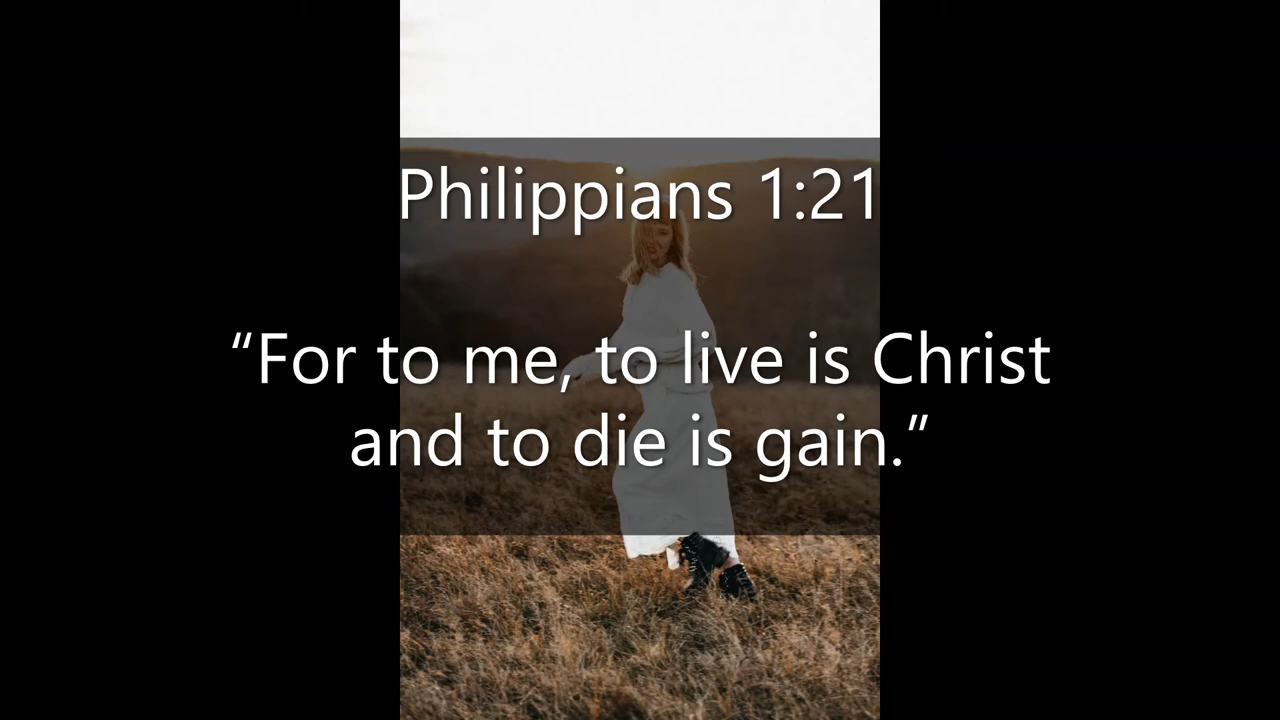 Philippians 1:21
“For to me, to live is Christ
and to die is gain.”